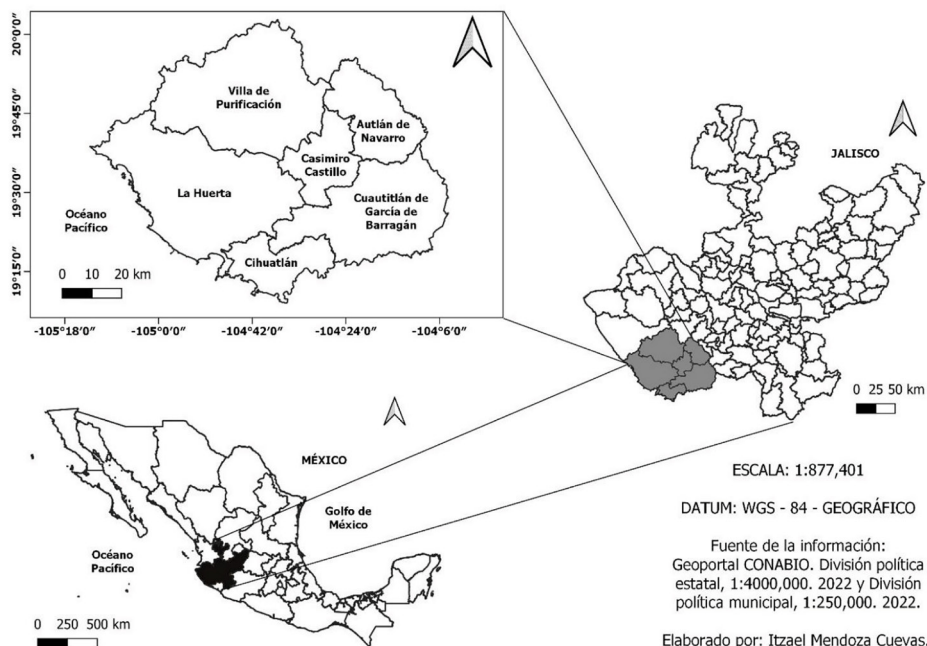 20°0'0"
19°45'0"
19°30'0"
19°15'0"
Villa de
Purificación
Autlán de
Navarro
Casimiro
Castillo
La Huerta
Cuautitlán de
García de
Barragán
Océano
Pacífico
Cihuatlán
0 10 20 km
-105°18'0"
-105°0'0"
-104°42'0"
-104°24'0"
-104°6'0"
JALISCO
0 25 50 km
MÉXICO
Golfo de
México
Océano
Pacífico
0 250 500 km
ESCALA: 1:877,401
DATUM: WGS - 84 - GEOGRÁFICO
Fuente de la información:
Geoportal CONABIO. División política
estatal, 1:4000,000. 2022 y División
política municipal, 1:250,000. 2022.
Elaborado por: Itzael Mendoza Cuevas.